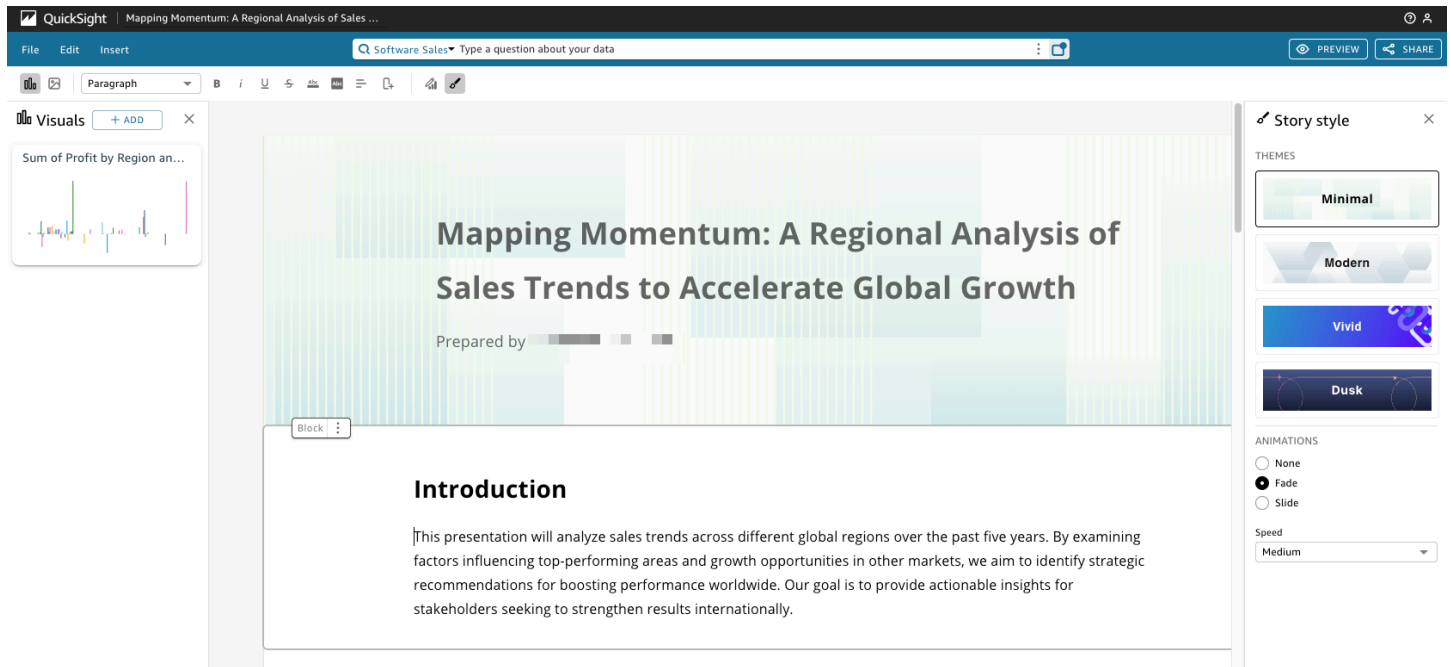 QuickSight | Mapping Momentum: A Regional Analysis of Sales ...
File Edit Insert
Software Sales Type a question about your data
PREVIEW SHARE
Paragraph B i U S Abc Abc
Visuals + ADD
Sum of Profit by Region an...
Mapping Momentum: A Regional Analysis of
Sales Trends to Accelerate Global Growth
Prepared by
Block
Introduction
This presentation will analyze sales trends across different global regions over the past five years. By examining
factors influencing top-performing areas and growth opportunities in other markets, we aim to identify strategic
recommendations for boosting performance worldwide. Our goal is to provide actionable insights for
stakeholders seeking to strengthen results internationally.
Story style
THEMES
Minimal
Modern
Vivid
Dusk
ANIMATIONS
None
Fade
Slide
Speed
Medium